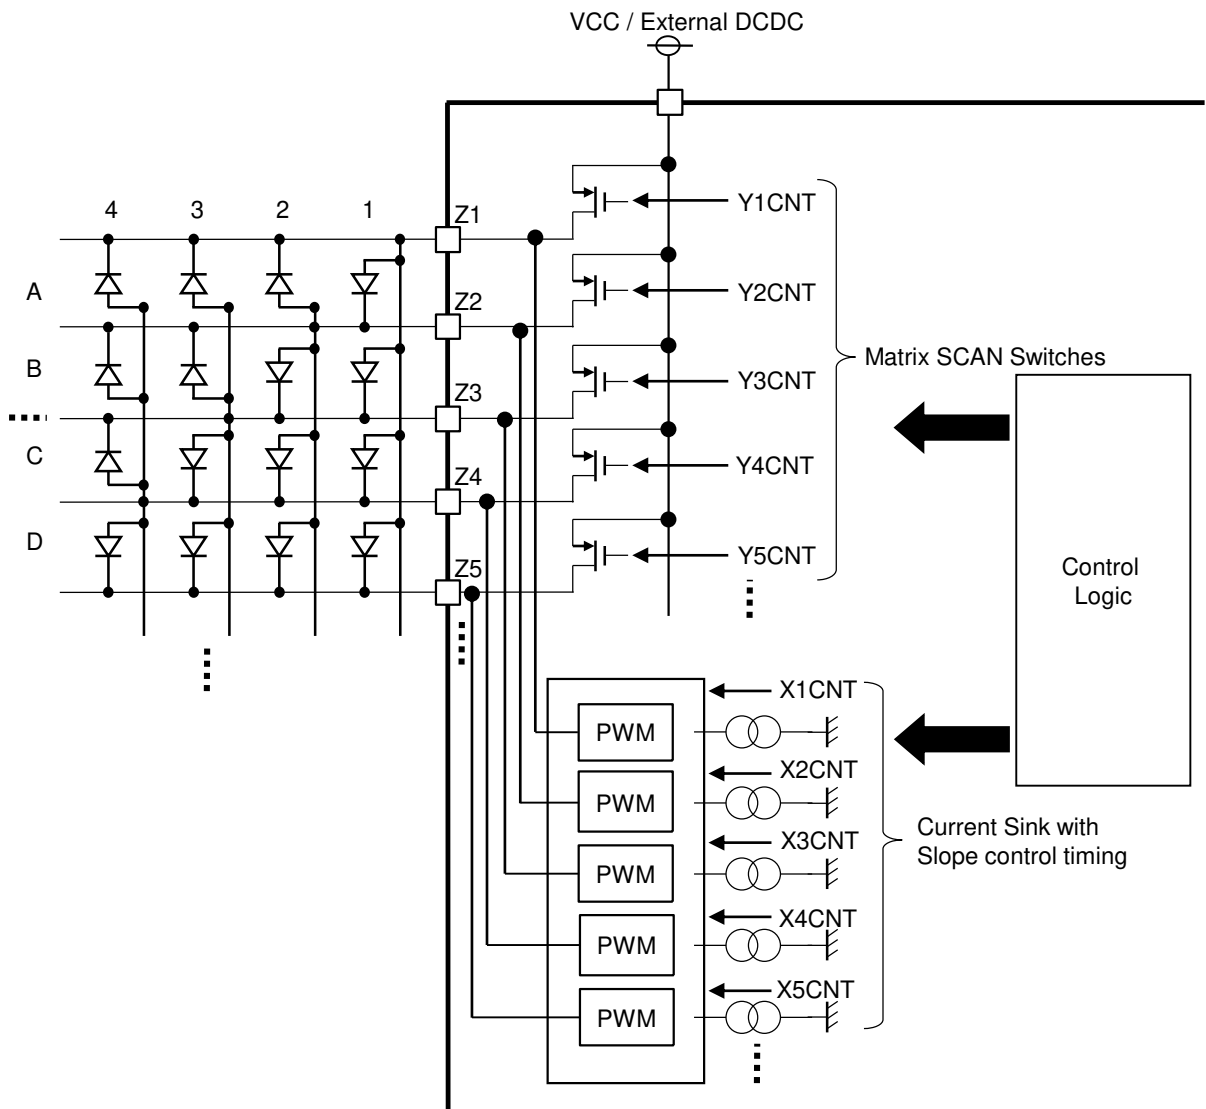 VCC / External DCDC
4 3 2 1
Z1
Y1CNT
A
Z2
Y2CNT
B
Z3
Y3CNT
Matrix SCAN Switches
C
Z4
Y4CNT
D
Z5
Y5CNT
Control
Logic
X1CNT
PWM
X2CNT
PWM
X3CNT
PWM
Current Sink with
Slope control timing
X4CNT
PWM
X5CNT
PWM